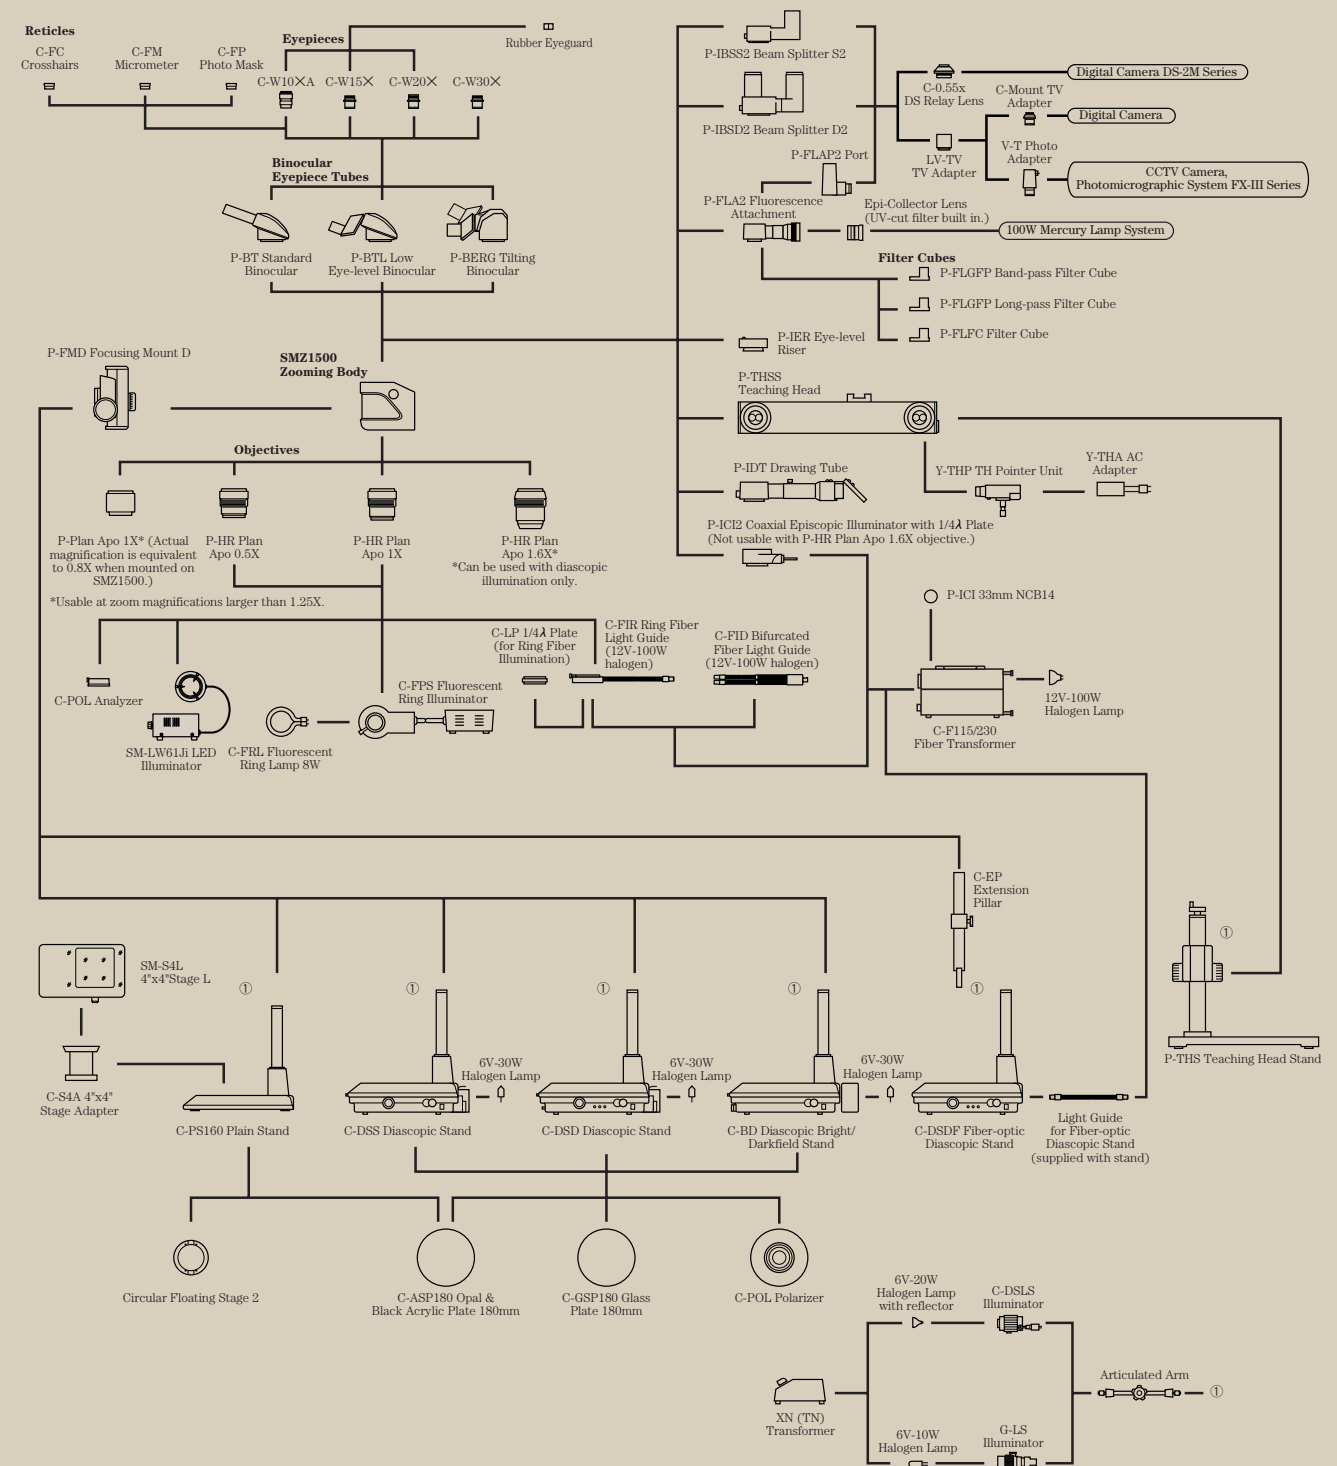 Reticles
C-FC
Crosshairs
C-FM
Micrometer
C-FP
Photo Mask
Eyepieces
C-W10×A
C-W15×
C-W20×
C-W30×
Rubber Eyeguard
Binocular
Eyepiece Tubes
P-BT Standard
Binocular
P-BTL Low
Eye-level Binocular
P-BERG Tilting
Binocular
P-IBSS2 Beam Splitter S2
P-IBSD2 Beam Splitter D2
C-0.55x
DS Relay Lens
Digital Camera DS-2M Series
C-Mount TV
Adapter
Digital Camera
LV-TV
TV Adapter
V-T Photo
Adapter
CCTV Camera,
Photomicrographic System FX-III Series
P-FLAP2 Port
P-FLA2 Fluorescence
Attachment
Epi-Collector Lens
(UV-cut filter built in.)
100W Mercury Lamp System
Filter Cubes
P-FLGFP Band-pass Filter Cube
P-FLGFP Long-pass Filter Cube
P-FLFC Filter Cube
P-IER Eye-level
Riser
P-FMD Focusing Mount D
SMZ1500
Zooming Body
P-THSS
Teaching Head
Objectives
P-Plan Apo 1X* (Actual
magnification is equivalent
to 0.8X when mounted on
SMZ1500.)
P-HR Plan
Apo 0.5X
P-HR Plan
Apo 1X
P-HR Plan
Apo 1.6X*
*Can be used with diascopic
illumination only.
*Usable at zoom magnifications larger than 1.25X.
P-IDT Drawing Tube
Y-THP TH Pointer Unit
Y-THA AC
Adapter
P-ICI2 Coaxial Episcopic Illuminator with 1/4λ Plate
(Not usable with P-HR Plan Apo 1.6X objective.)
P-ICI 33mm NCB14
C-POL Analyzer
SM-LW61Ji LED
Illuminator
C-FRL Fluorescent
Ring Lamp 8W
C-FPS Fluorescent
Ring Illuminator
C-LP 1/4λ Plate
(for Ring Fiber
Illumination)
C-FIR Ring Fiber
Light Guide
(12V-100W
halogen)
C-FID Bifurcated
Fiber Light Guide
(12V-100W halogen)
12V-100W
Halogen Lamp
C-F115/230
Fiber Transformer
C-EP
Extension
Pillar
SM-S4L
4"x4"Stage L
①
①
①
①
①
①
C-S4A 4"x4"
Stage Adapter
C-PS160 Plain Stand
6V-30W
Halogen Lamp
C-DSS Diascopic Stand
6V-30W
Halogen Lamp
C-DSD Diascopic Stand
6V-30W
Halogen Lamp
C-BD Diascopic Bright/
Darkfield Stand
C-DSDF Fiber-optic
Diascopic Stand
Light Guide
for Fiber-optic
Diascopic Stand
(supplied with stand)
P-THS Teaching Head Stand
Circular Floating Stage 2
C-ASP180 Opal &
Black Acrylic Plate 180mm
C-GSP180 Glass
Plate 180mm
C-POL Polarizer
6V-20W
Halogen Lamp
with reflector
C-DSLS
Illuminator
XN (TN)
Transformer
Articulated Arm
①
6V-10W
Halogen Lamp
G-LS
Illuminator